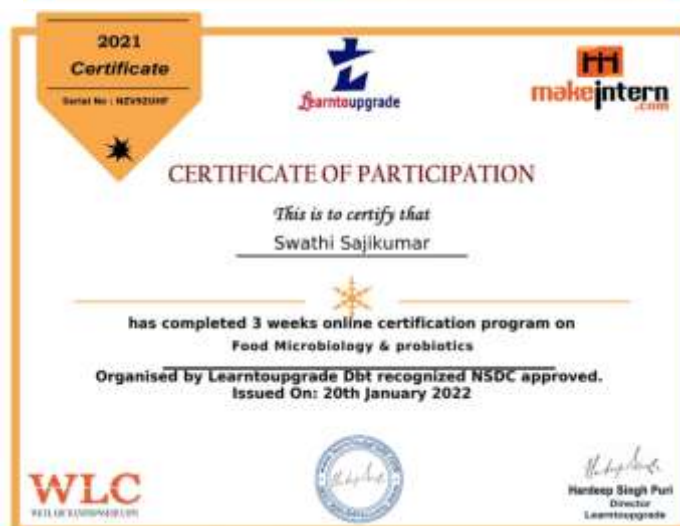 2021
Certificate
Learntoupgrade
makeintern
.com
CERTIFICATE OF PARTICIPATION
This is to certify that
Swathi Sajikumar
has completed 3 weeks online certification program on
Food Microbiology & probiotics
Organised by Learntoupgrade Dbt recognized NSDC approved.
Issued On: 20th January 2022
WLC
Hardeep Singh Puri
Director
Learntoupgrade